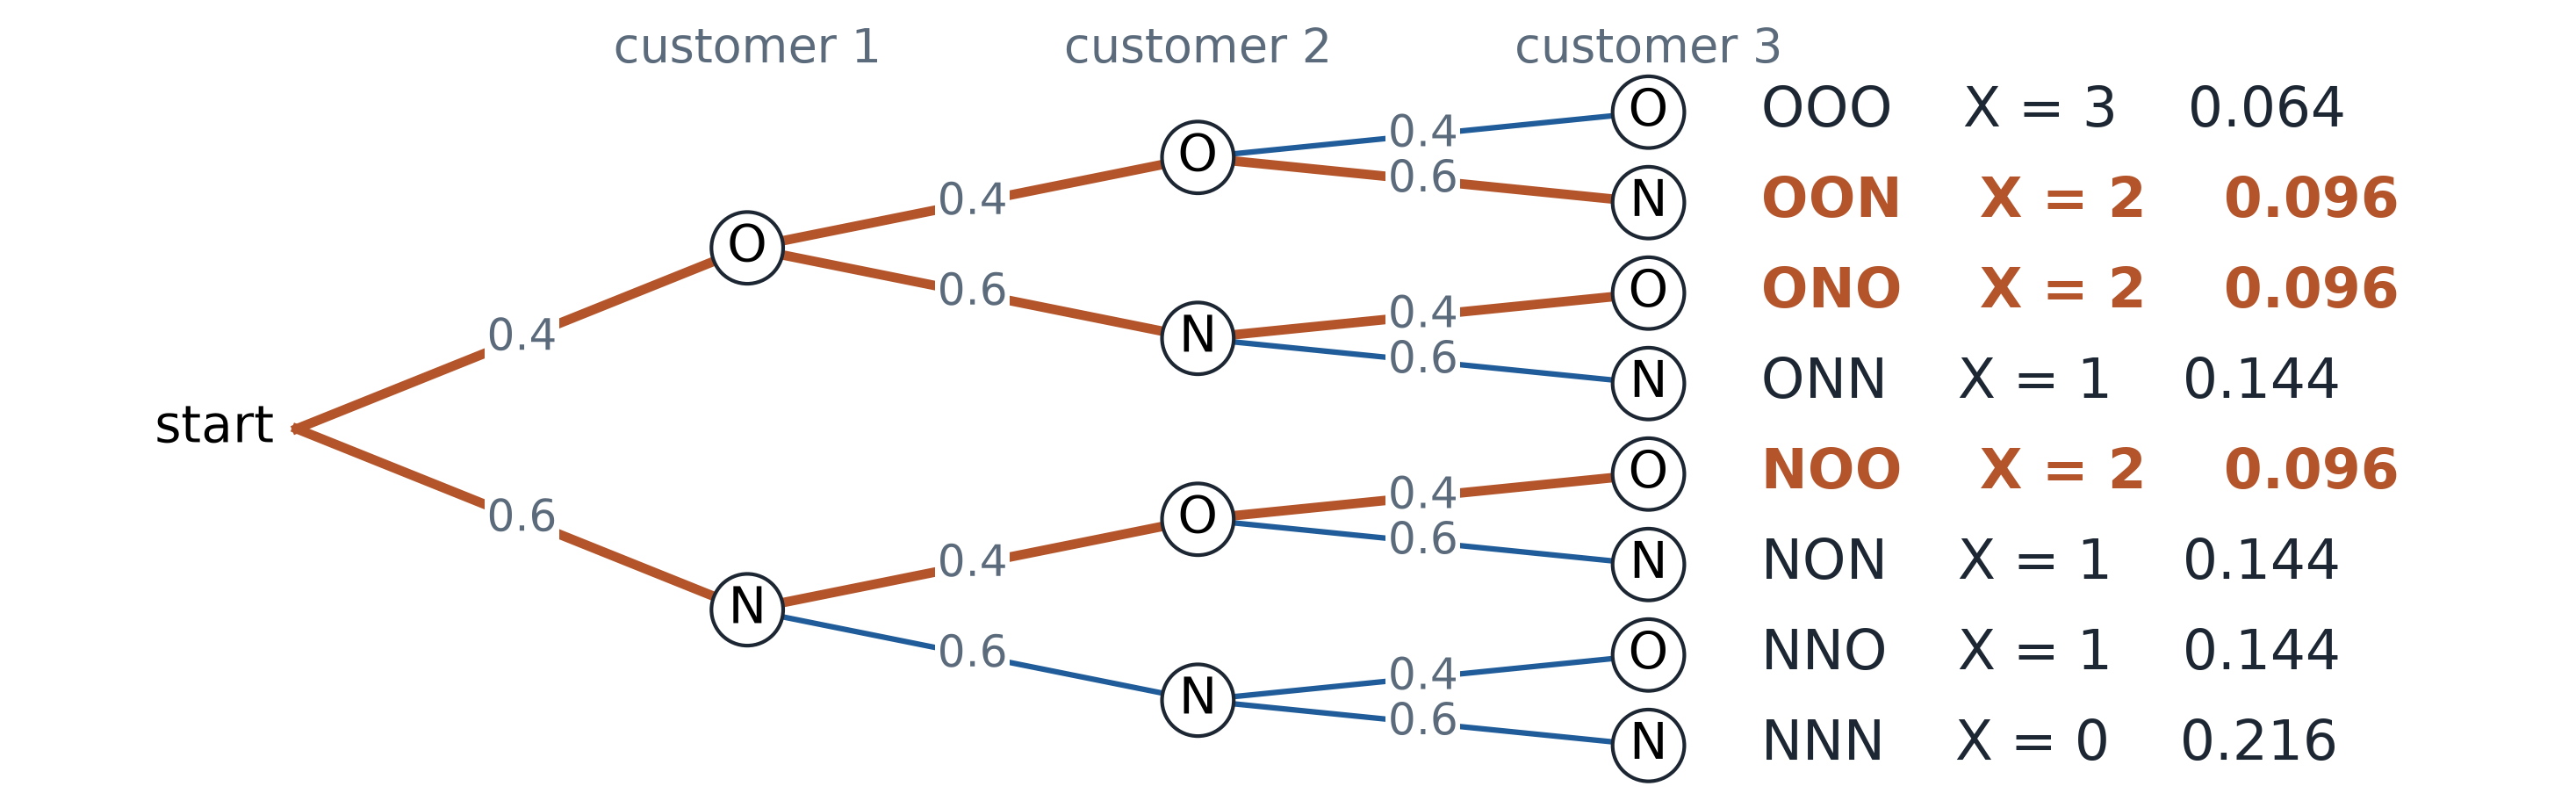 customer 1 customer 2 customer 3
O 0.4 O OOO X = 3 0.064
0.4 O 0.6 N OON X = 2 0.096
O 0.6 N 0.4 O ONO X = 2 0.096
0.4 0.6 N ONN X = 1 0.144
start
0.6 O 0.4 O NOO X = 2 0.096
0.4 0.6 N NON X = 1 0.144
N 0.6 0.4 O NNO X = 1 0.144
N 0.6 N NNN X = 0 0.216